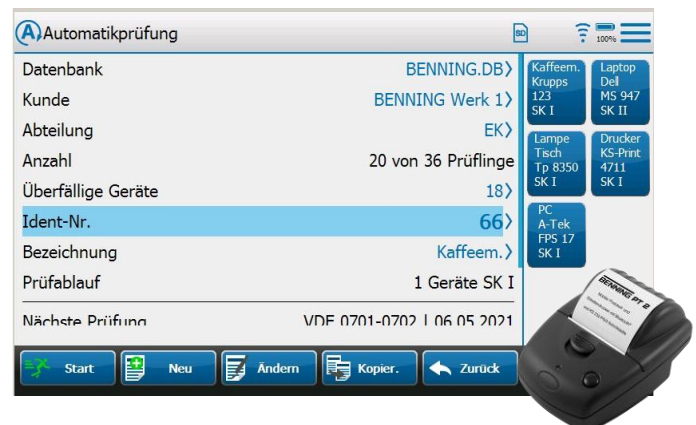 A Automatikprüfung
SD
100%
Datenbank BENNING.DB
Kunde BENNING Werk 1
Abteilung EK
Anzahl 20 von 36 Prüflinge
Überfällige Geräte 18
Ident-Nr. 66
Bezeichnung Kaffeem.
Prüfablauf 1 Geräte SK I
Nächste Prüfung VDE 0701-0702 | 06.05.2021
Kaffeem.
Krupps
123
SK I
Laptop
Dell
MS 947
SK II
Lampe
Tisch
Tp 8350
SK I
Drucker
KS-Print
4711
SK I
PC
A-Tek
FPS 17
SK I
Start Neu Ändern Kopier. Zurück
BENNING PT 2